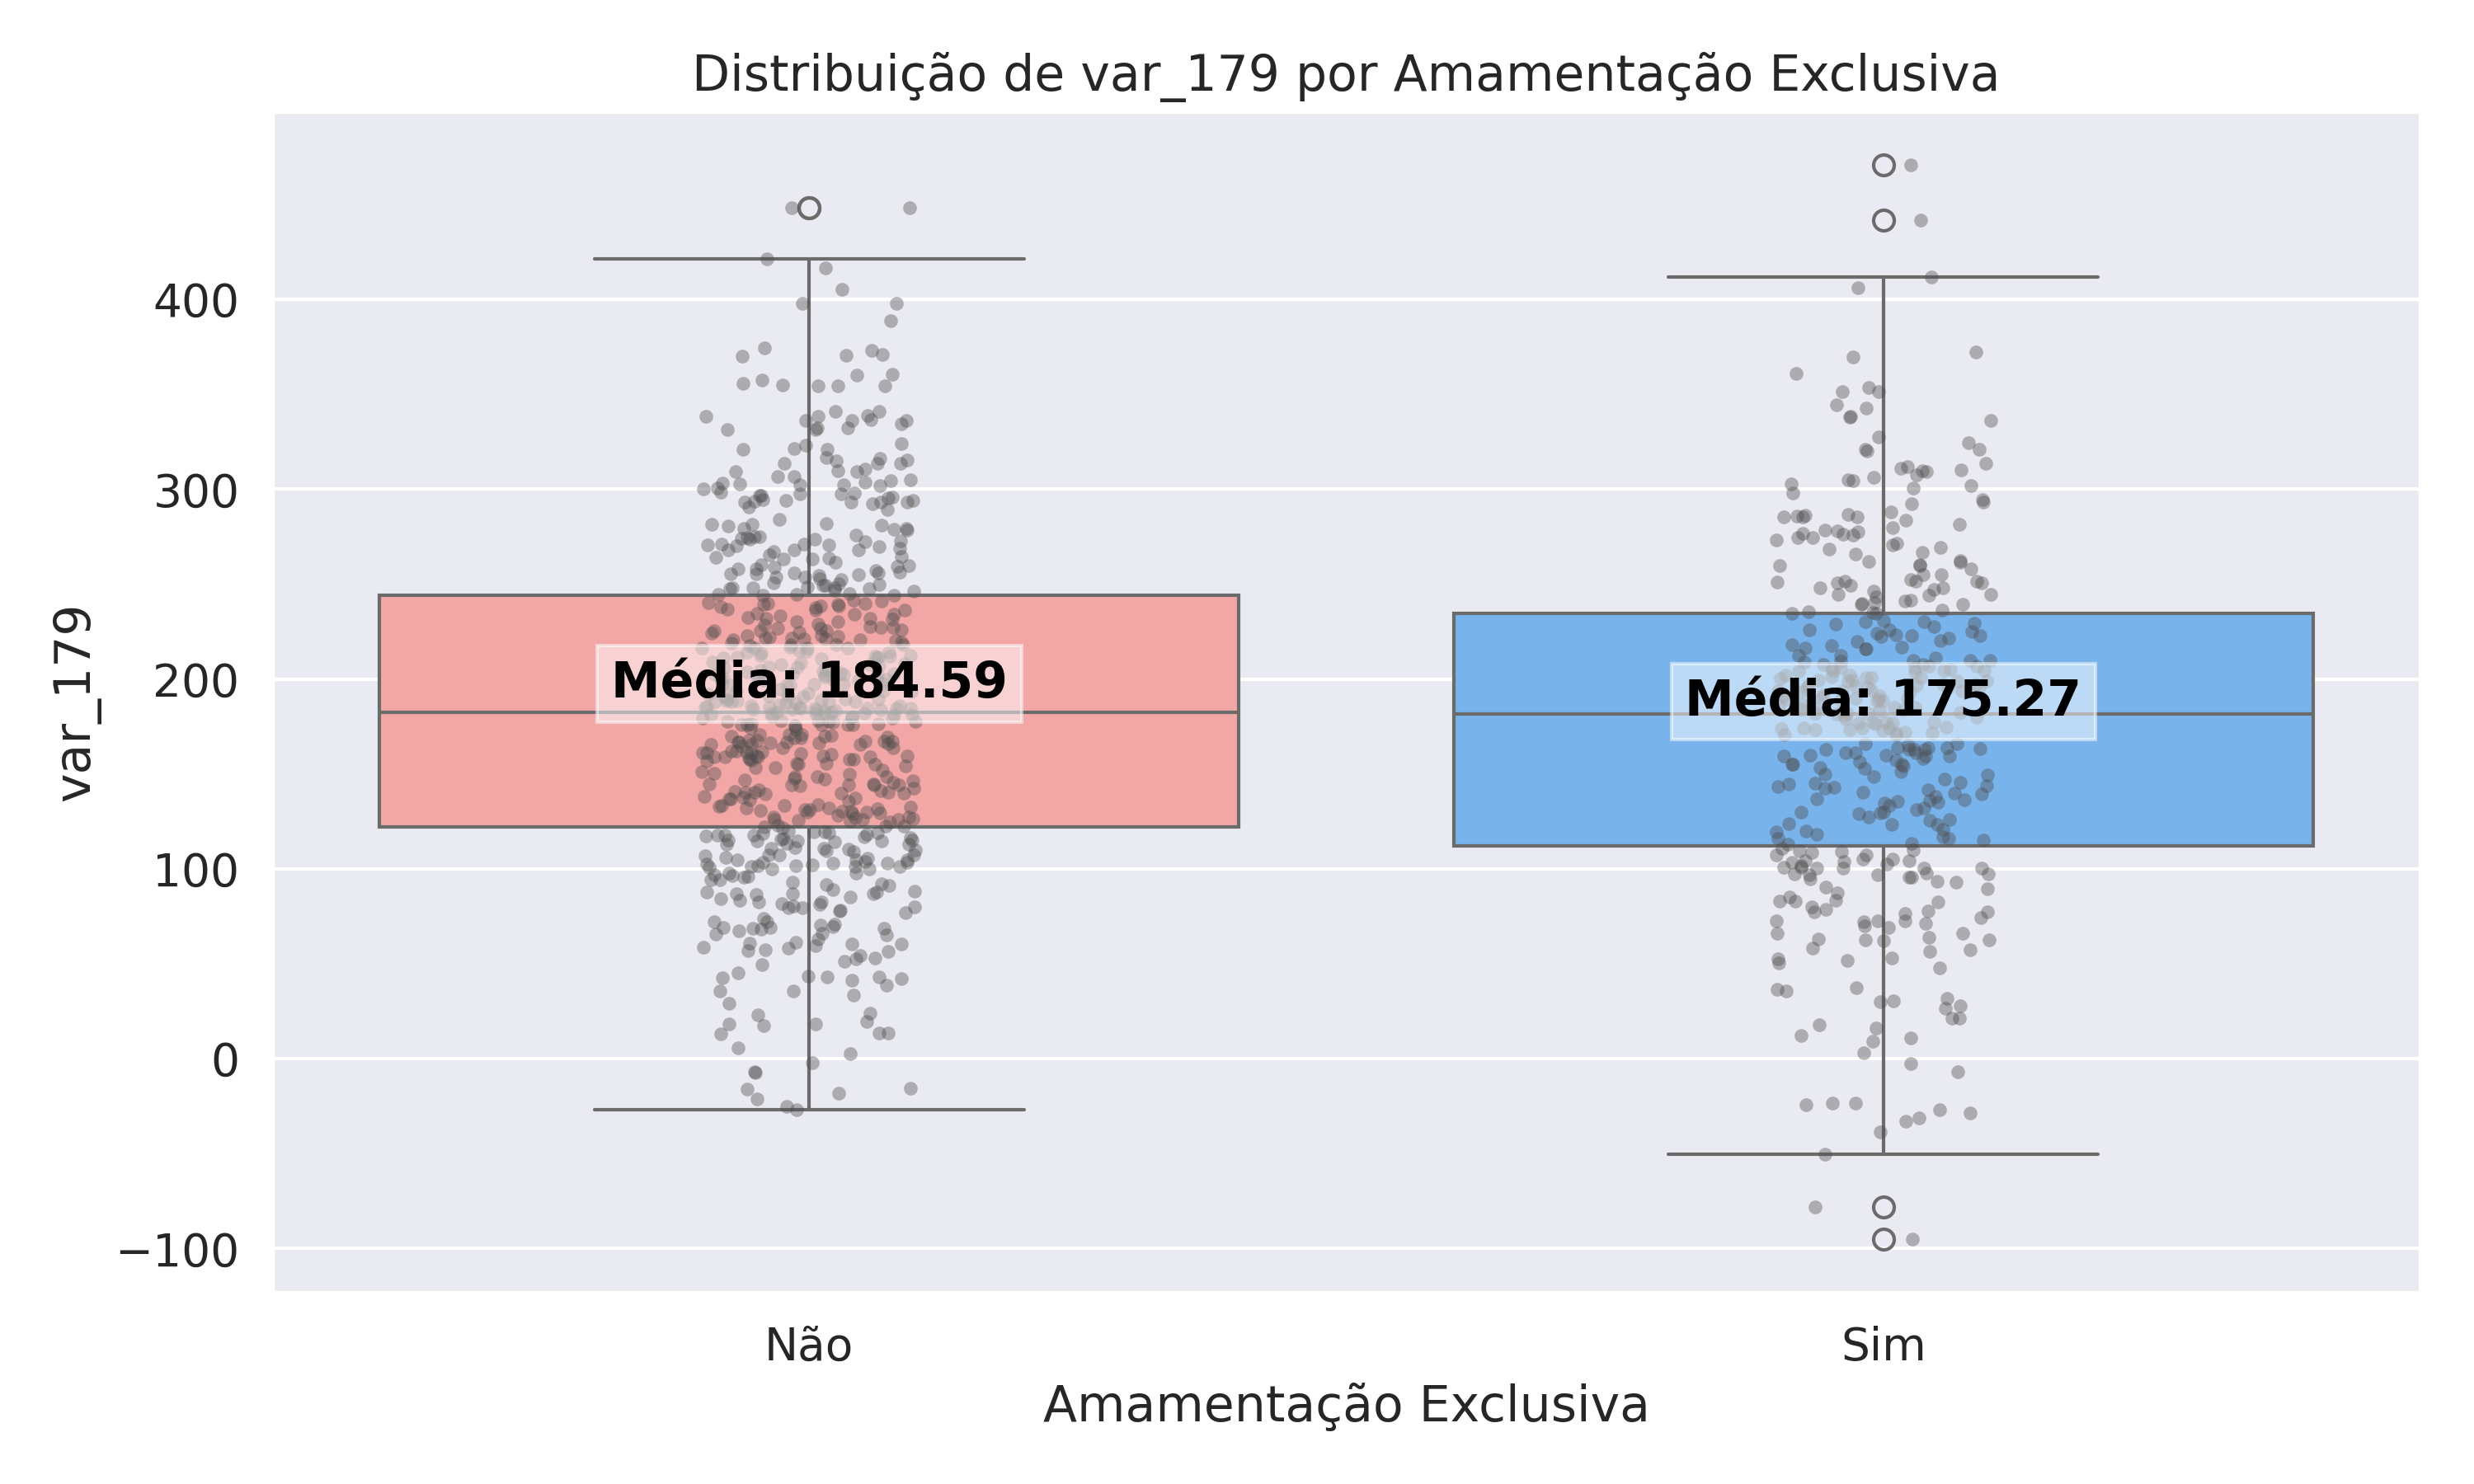 Distribuição de var_179 por Amamentação Exclusiva
var_179
400
300
200
100
0
−100
Média: 184.59
Média: 175.27
Não
Sim
Amamentação Exclusiva